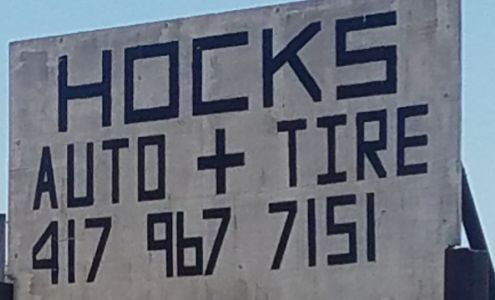 HOCKS
AUTO + TIRE
417 967 7151